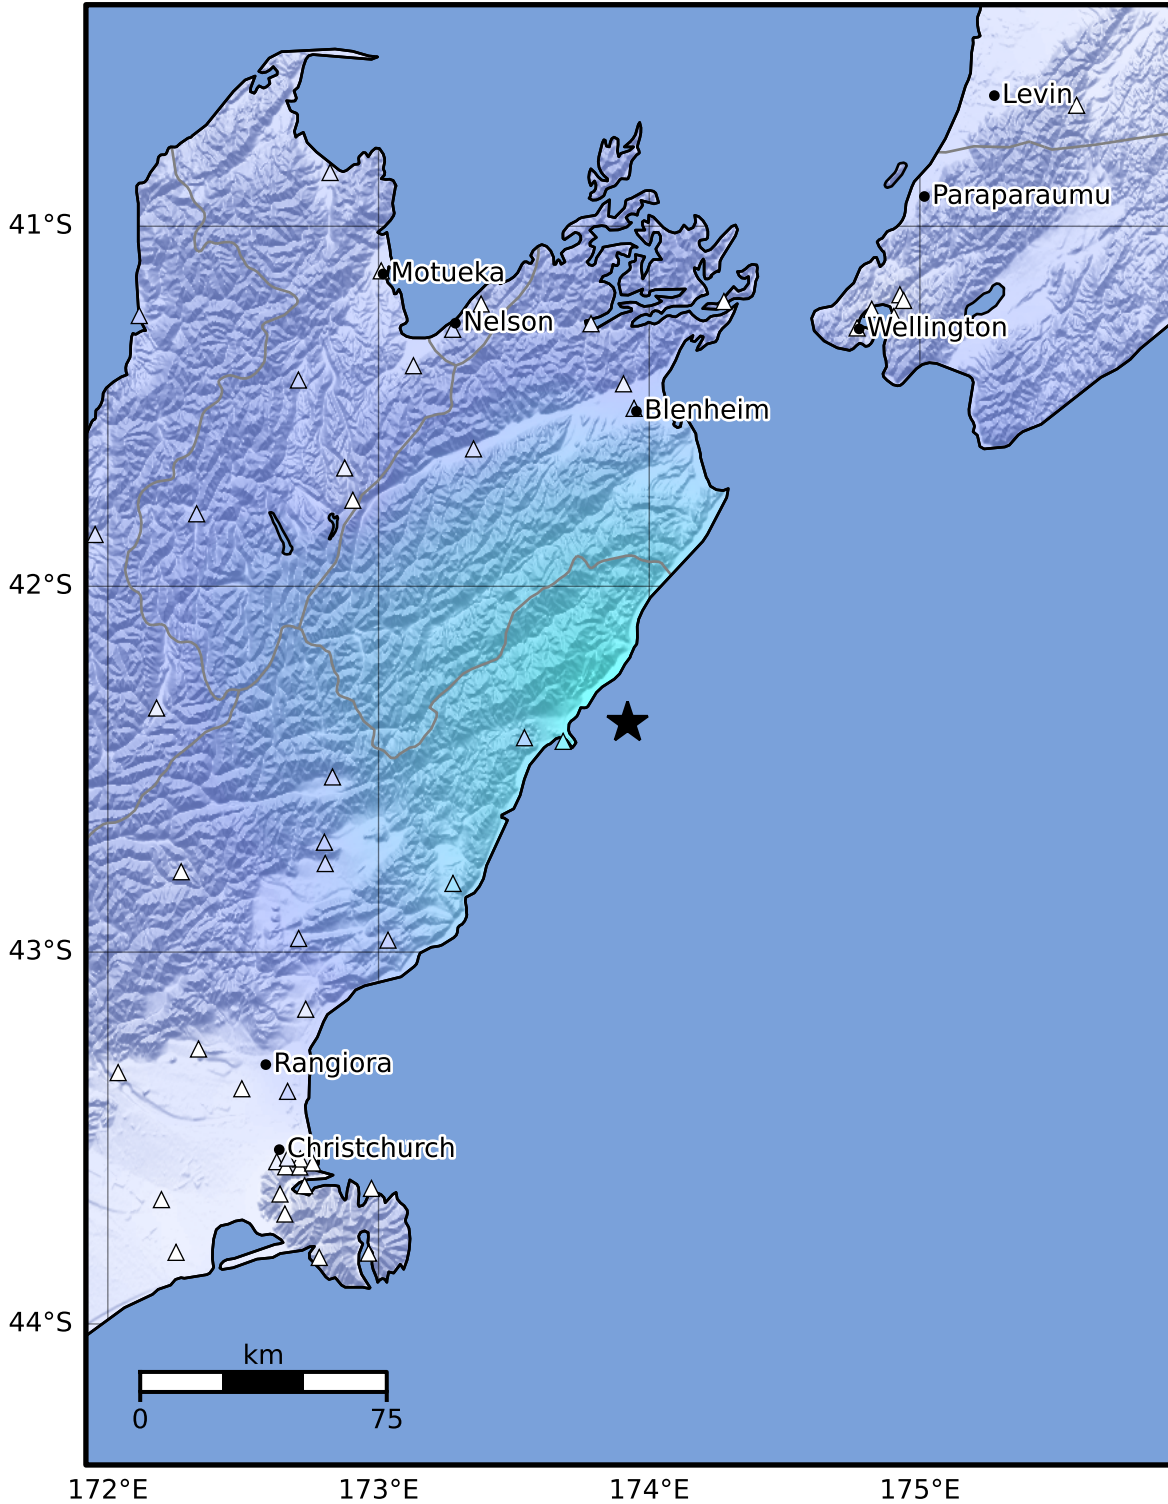 Levin
Paraparaumu
41°S
Motueka
Nelson
Wellington
Blenheim
42°S
43°S
Rangiora
Christchurch
44°S
km
0
75
172°E
173°E
174°E
175°E